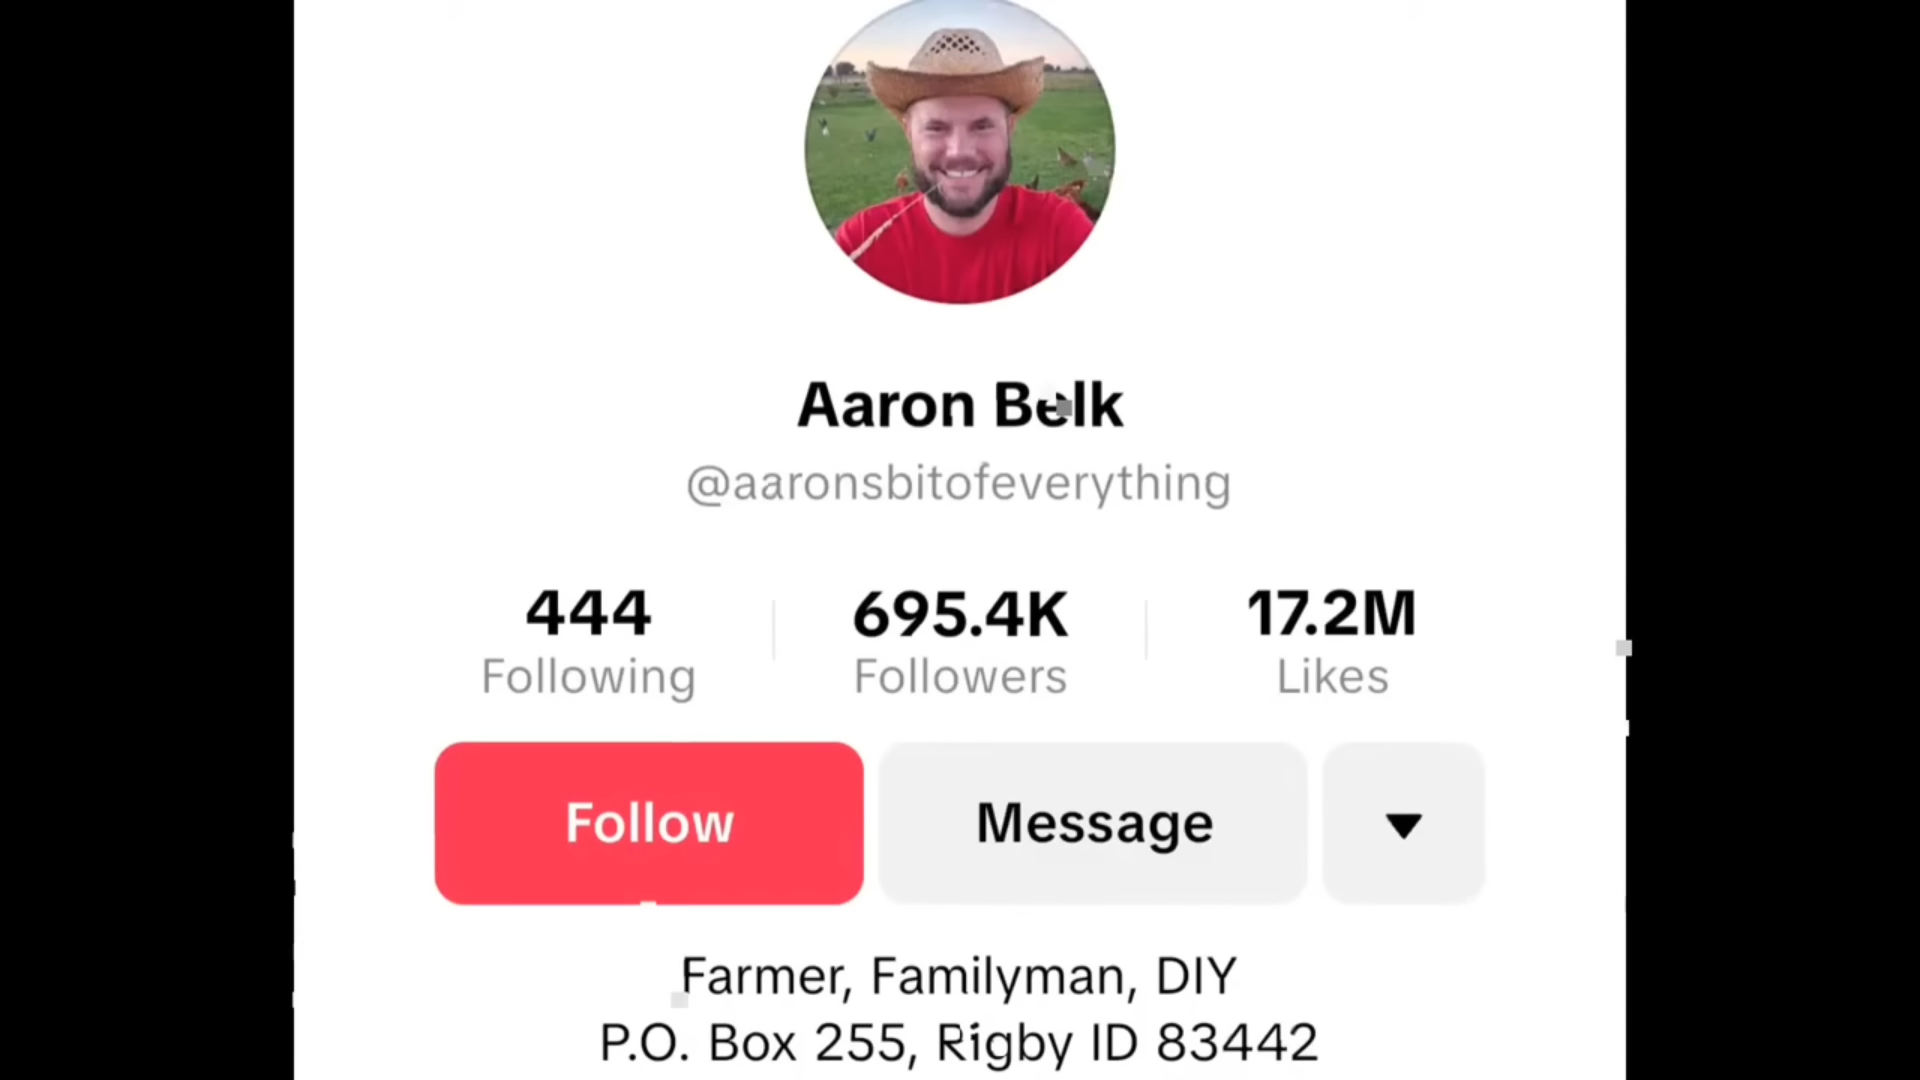 Aaron Belk
@aaronsbitofeverything
444 695.4K 17.2M
Following Followers Likes
Follow Message
Farmer, Familyman, DIY
P.O. Box 255, Rigby ID 83442